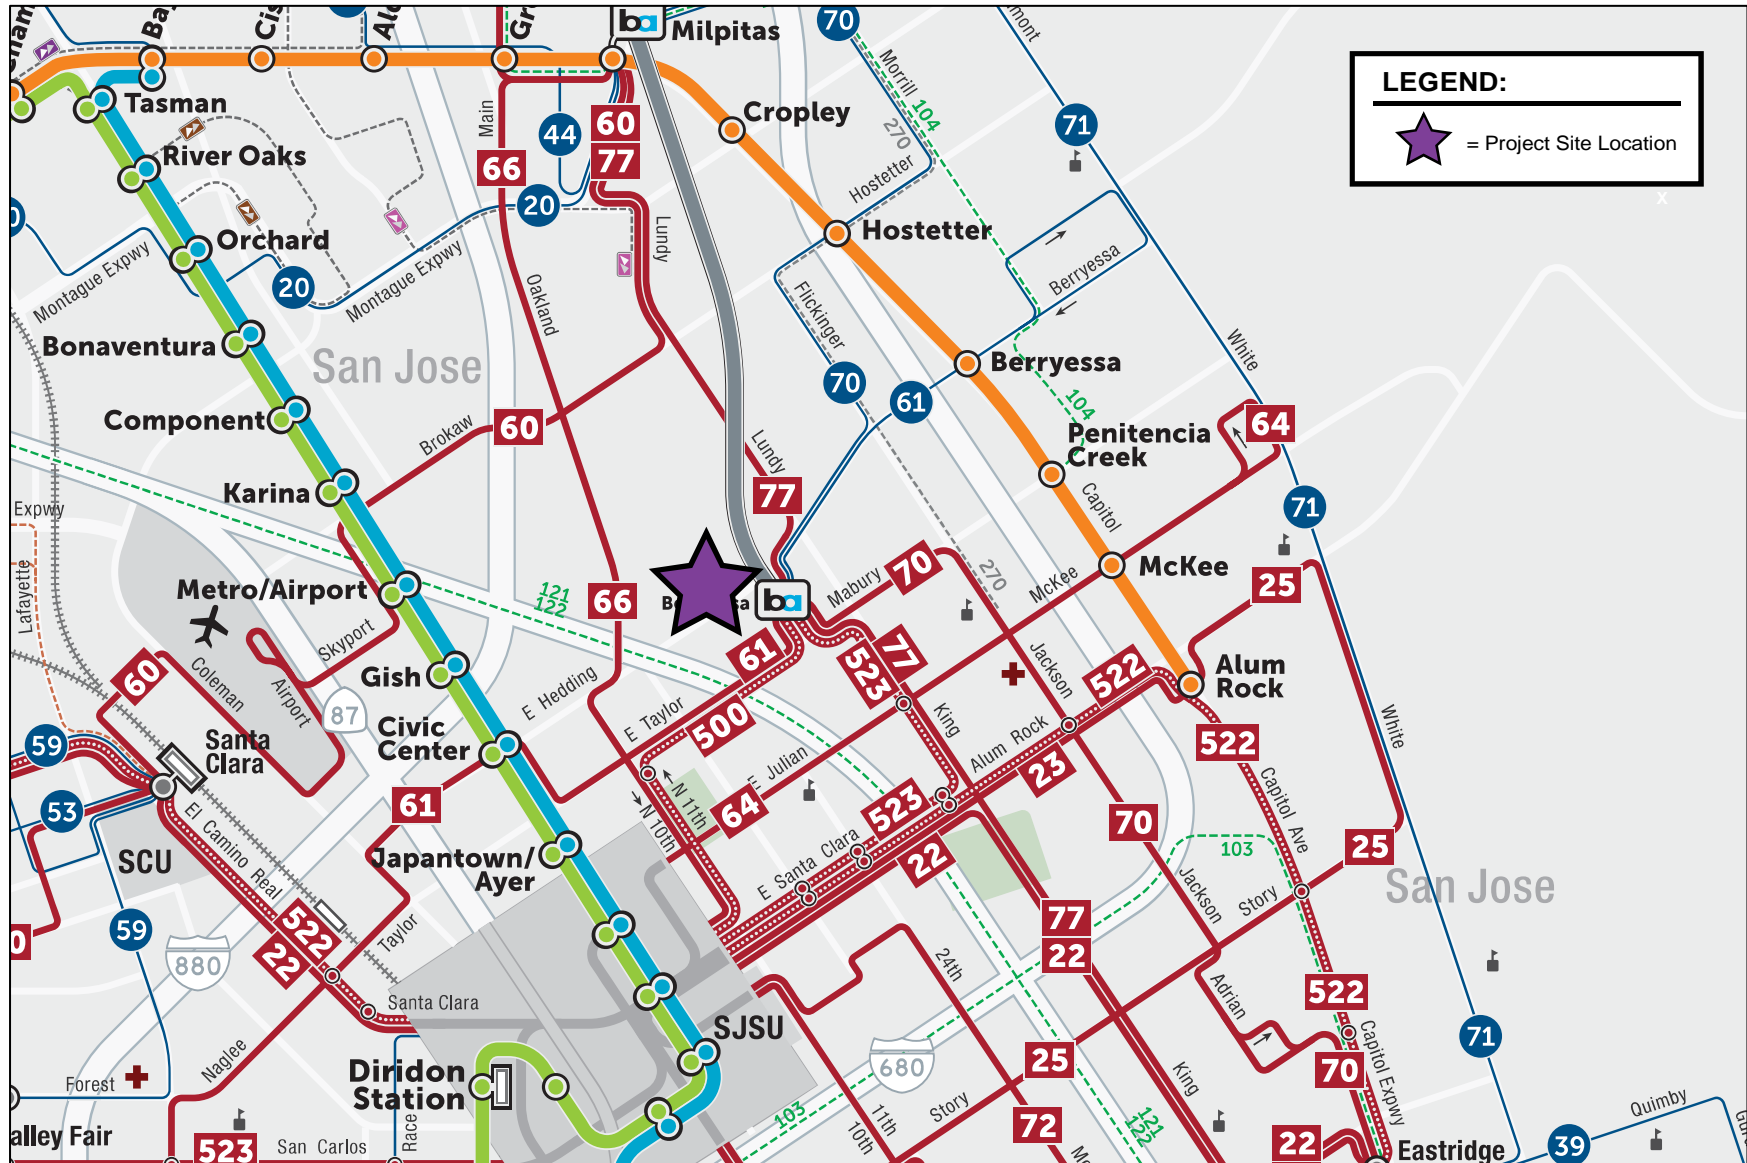 70
ba
Milpitas
LEGEND:
= Project Site Location
x
Main
44
60
77
66
Cropley
Morrill
104
270
71
Tasman
River Oaks
20
Hostetter
Hostetter
Lundy
Orchard
Montague Expwy
20
Montague Expwy
Oakland
Berryessa
Flickinger
Bonaventura
San Jose
70
61
Berryessa
White
104
Component
Brokaw
60
Penitencia
Creek
64
Lundy
Karina
77
Capitol
71
Expwy
Lafayette
Metro/Airport
121
122
66
ba
Mabury
70
270
McKee
McKee
25
Skyport
Coleman
Airport
60
Gish
E Hedding
61
523
77
Jackson
522
Alum
Rock
87
E Taylor
500
King
Civic
Center
59
Santa
Clara
Alum Rock
23
522
White
53
61
E Julian
64
N 11th
N 10th
523
Capitol Ave
El Camino Real
SCU
Japantown/
Ayer
E Santa Clara
22
70
103
25
San Jose
Jackson
Story
59
522
22
Taylor
77
22
880
24th
Adrian
522
Santa Clara
SJSU
Capitol Expwy
71
Naglee
Diridon
Station
680
25
King
70
Forest
103
11th
10th
Story
72
121
122
Quimby
alley Fair
523
San Carlos
Race
22
Eastridge
39